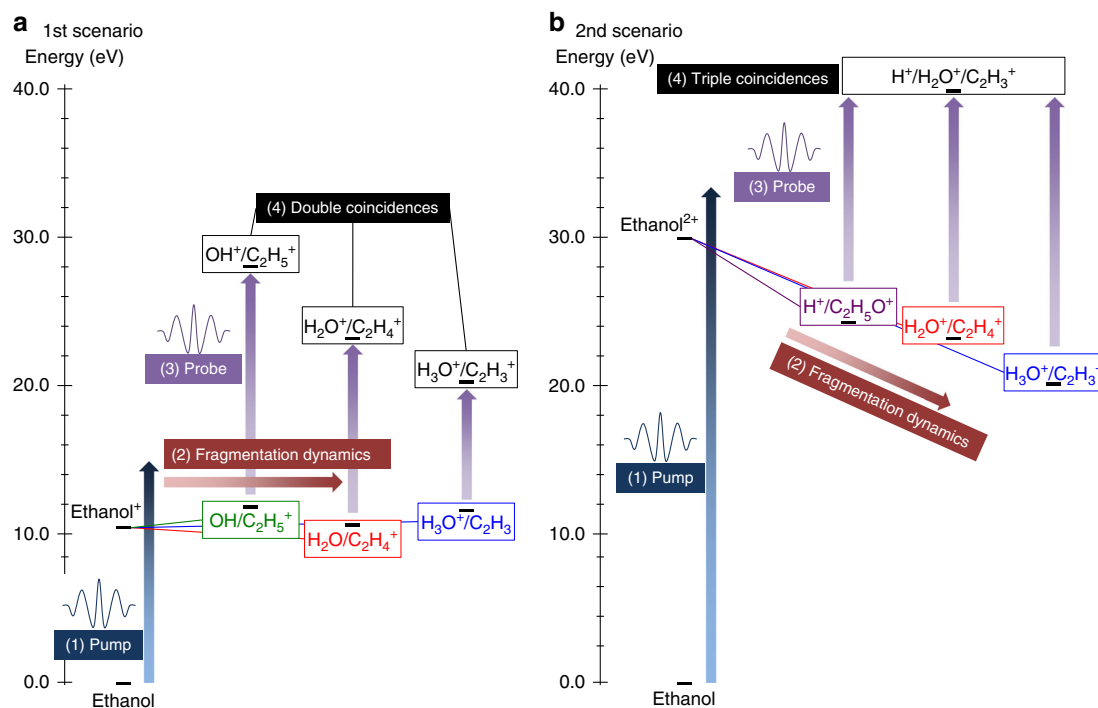 a 1st scenario
Energy (eV)
40.0
30.0
20.0
10.0
0.0
(4) Double coincidences
OH⁺/C₂H₅⁺
H₂O⁺/C₂H₄⁺
H₃O⁺/C₂H₃⁺
(3) Probe
(2) Fragmentation dynamics
Ethanol⁺
OH/C₂H₅⁺
H₂O/C₂H₄⁺
H₃O⁺/C₂H₃
(1) Pump
Ethanol
b 2nd scenario
Energy (eV)
40.0
30.0
20.0
10.0
0.0
(4) Triple coincidences
H⁺/H₂O⁺/C₂H₃⁺
(3) Probe
Ethanol²⁺
H⁺/C₂H₅O⁺
H₂O⁺/C₂H₄⁺
H₃O⁺/C₂H₃⁺
(2) Fragmentation dynamics
(1) Pump
Ethanol